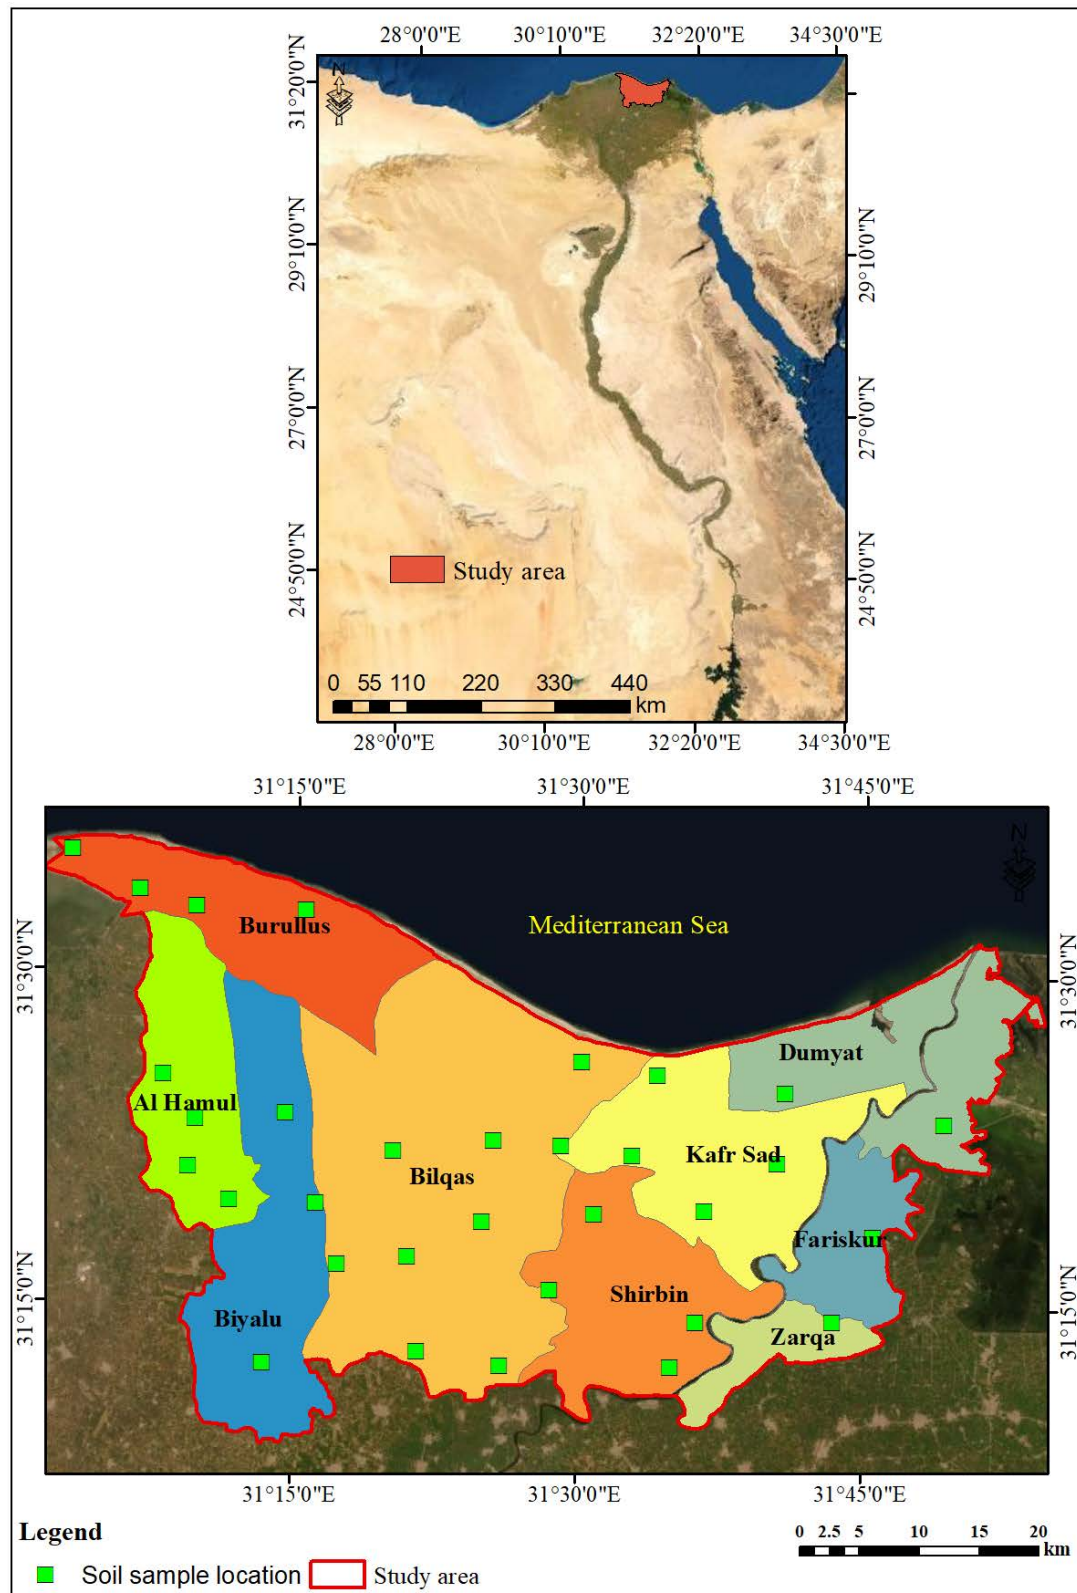 28°0'0"E 30°10'0"E 32°20'0"E 34°30'0"E
N
31°20'0"N
29°10'0"N 29°10'0"N
27°0'0"N 27°0'0"N
24°50'0"N 24°50'0"N
Study area
0 55 110 220 330 440
km
28°0'0"E 30°10'0"E 32°20'0"E 34°30'0"E
31°15'0"E 31°30'0"E 31°45'0"E
N
Burullus
Mediterranean Sea
31°30'0"N 31°30'0"N
Dumyat
Al Hamul
Kafr Sad
Bilqas
Fariskur
Shirbin
Biyalu
Zarqa
31°15'0"N 31°15'0"N
31°15'0"E 31°30'0"E 31°45'0"E
Legend
0 2.5 5 10 15 20
km
Soil sample location Study area